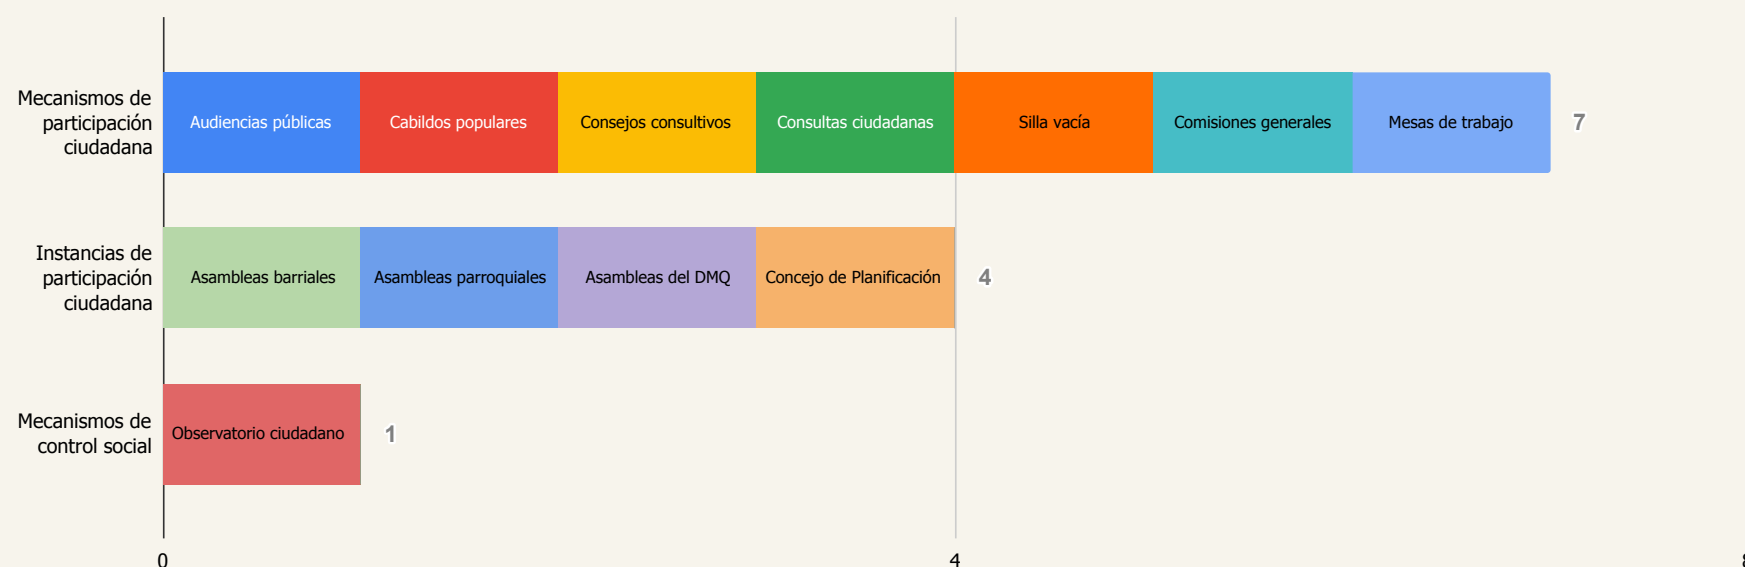 Mecanismos de
participación
ciudadana
Audiencias públicas
Cabildos populares
Consejos consultivos
Consultas ciudadanas
Silla vacía
Comisiones generales
Mesas de trabajo
7
Instancias de
participación
ciudadana
Asambleas barriales
Asambleas parroquiales
Asambleas del DMQ
Concejo de Planificación
4
Mecanismos de
control social
Observatorio ciudadano
1
0
4
8